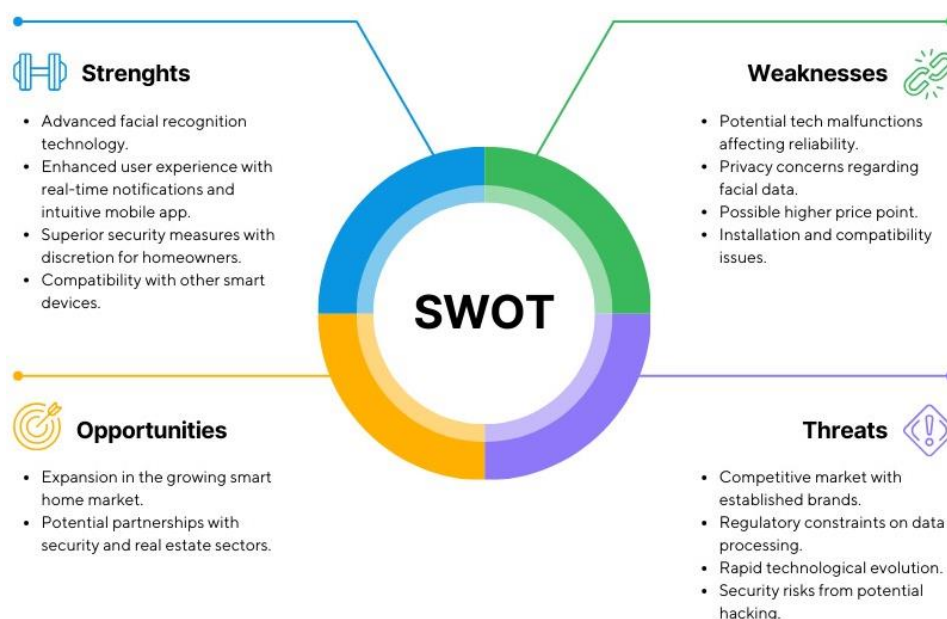 Strenghts
• Advanced facial recognition
technology.
• Enhanced user experience with
real-time notifications and
intuitive mobile app.
• Superior security measures with
discretion for homeowners.
• Compatibility with other smart
devices.
Weaknesses
• Potential tech malfunctions
affecting reliability.
• Privacy concerns regarding
facial data.
• Possible higher price point.
• Installation and compatibility
issues.
SWOT
Opportunities
• Expansion in the growing smart
home market.
• Potential partnerships with
security and real estate sectors.
Threats
• Competitive market with
established brands.
• Regulatory constraints on data
processing.
• Rapid technological evolution.
• Security risks from potential
hacking.